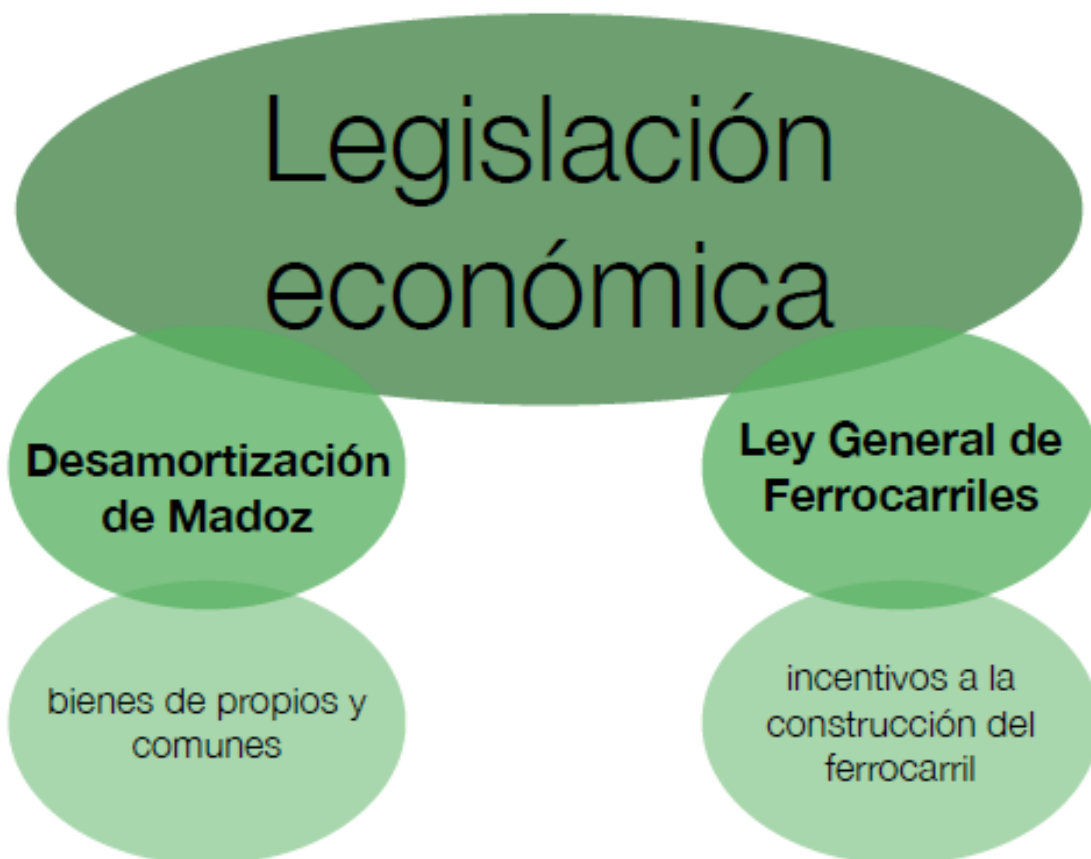 Legislación
económica
Desamortización
de Madoz
bienes de propios y
comunes
Ley General de
Ferrocarriles
incentivos a la
construcción del
ferrocarril